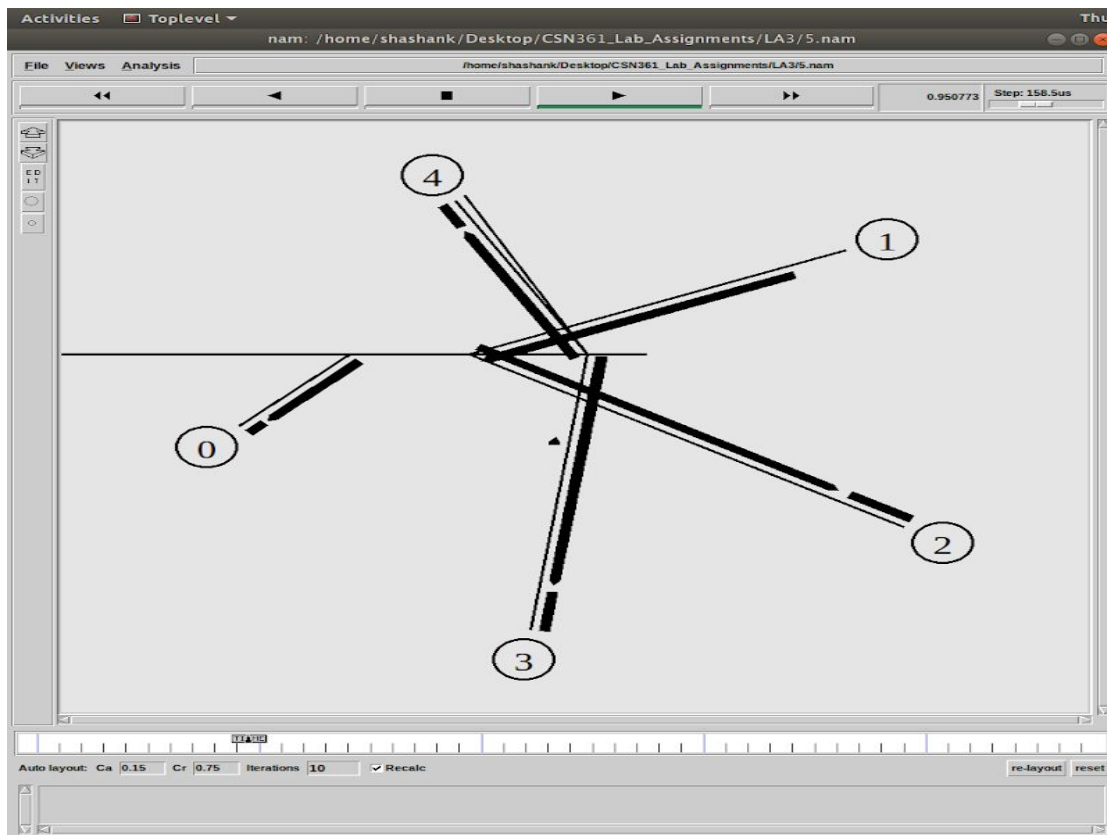 Activities Toplevel Thu
nam: /home/shashank/Desktop/CSN361_Lab_Assignments/LA3/5.nam
File Views Analysis /home/shashank/Desktop/CSN361_Lab_Assignments/LA3/5.nam
0.950773 Step: 158.5us
E D
I T
4
1
0
2
3
TIME
Auto layout: Ca 0.15 Cr 0.75 Iterations 10 Recalc re-layout reset